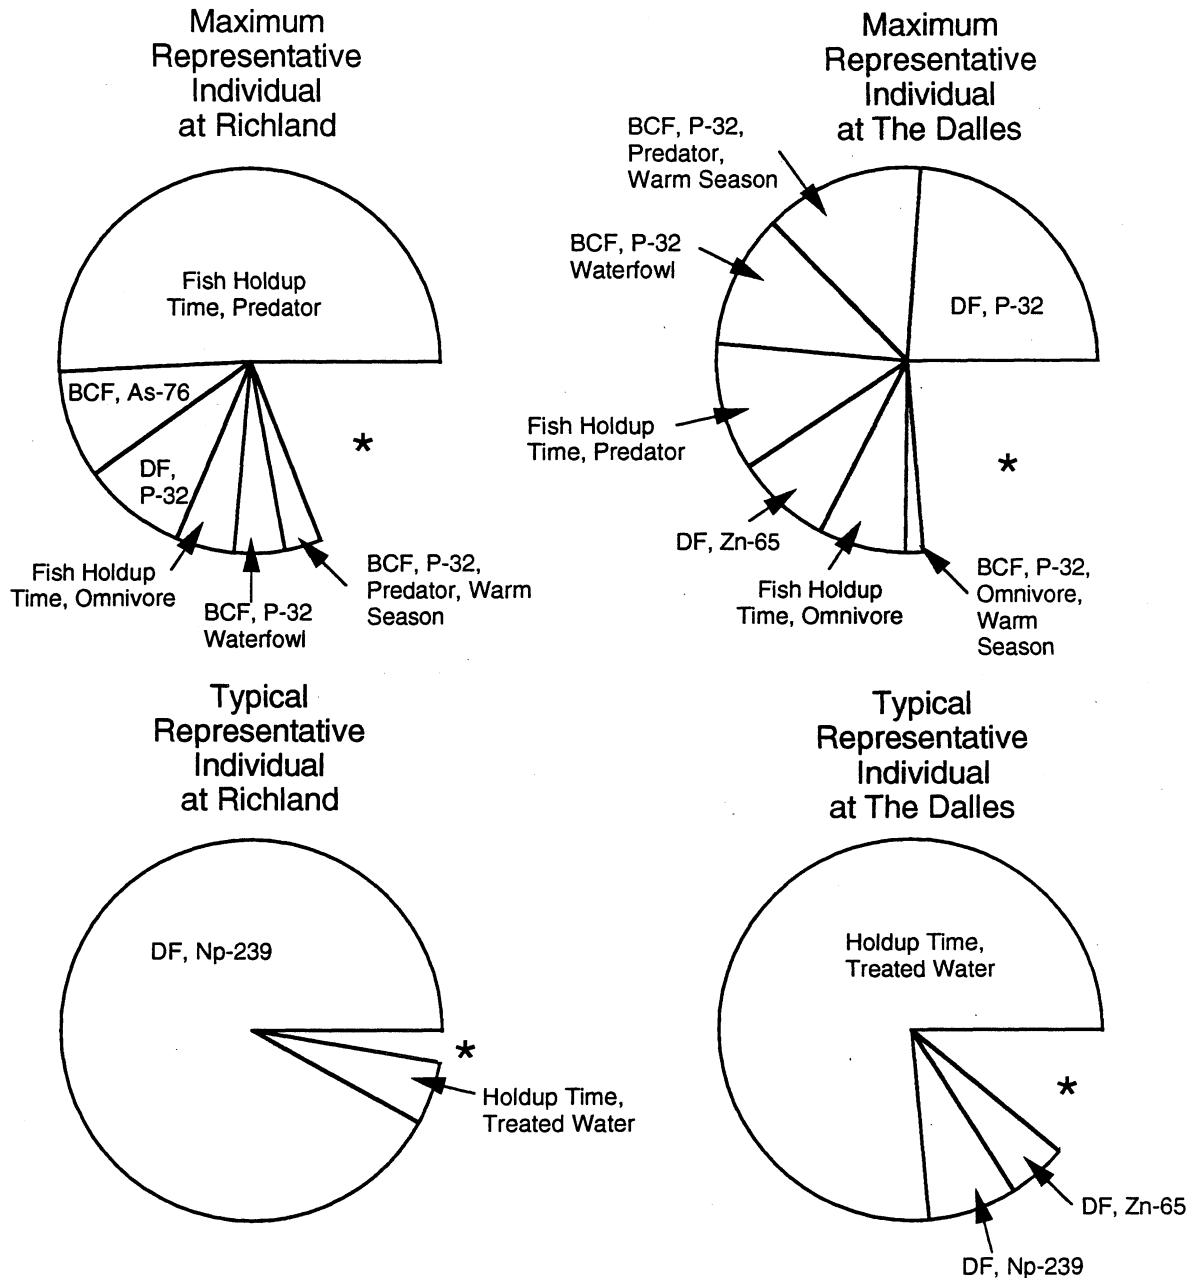 Maximum
Representative
Individual
at Richland
Fish Holdup
Time, Predator
BCF, As-76
DF,
P-32
*
Fish Holdup
Time, Omnivore
BCF, P-32
Waterfowl
BCF, P-32,
Predator, Warm
Season
Maximum
Representative
Individual
at The Dalles
BCF, P-32,
Predator,
Warm Season
BCF, P-32
Waterfowl
DF, P-32
Fish Holdup
Time, Predator
*
DF, Zn-65
Fish Holdup
Time, Omnivore
BCF, P-32,
Omnivore,
Warm
Season
Typical
Representative
Individual
at Richland
DF, Np-239
*
Holdup Time,
Treated Water
Typical
Representative
Individual
at The Dalles
Holdup Time,
Treated Water
*
DF, Zn-65
DF, Np-239